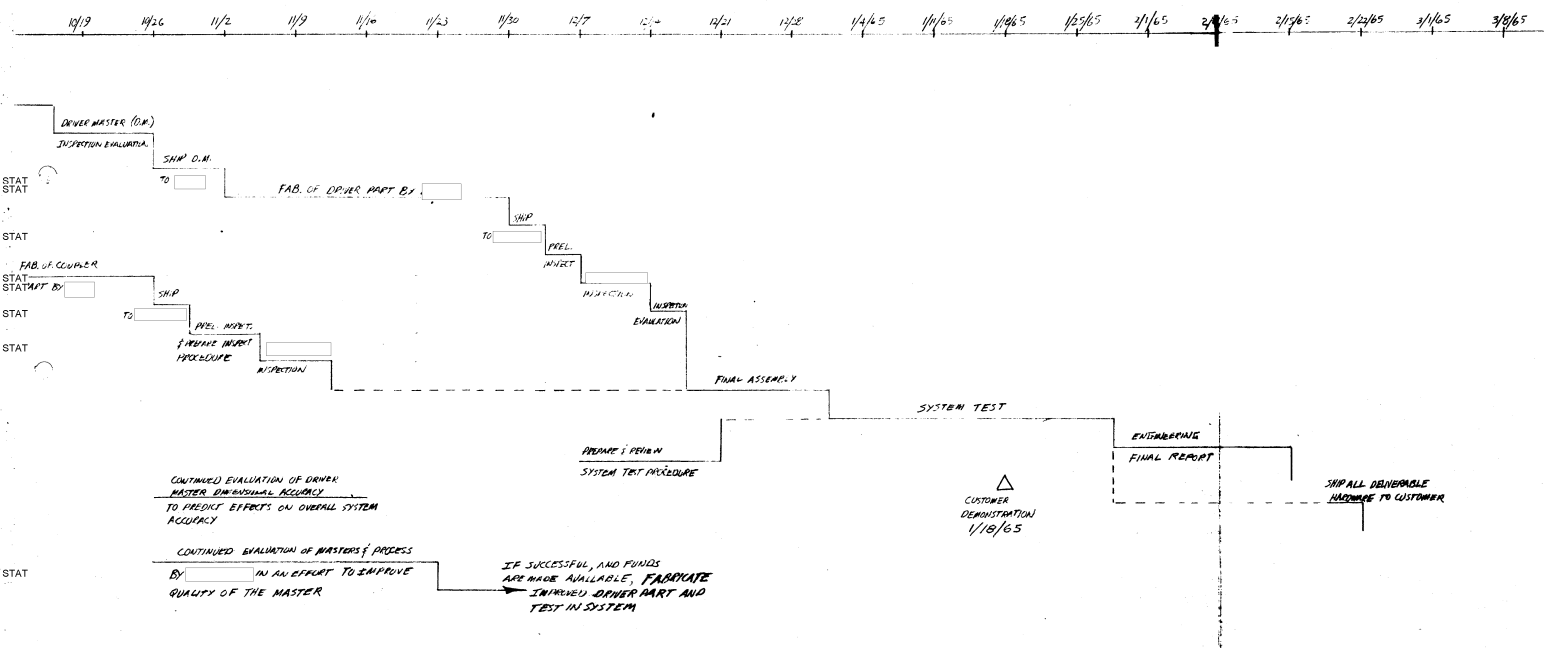 10/19 10/26 11/2 11/9 11/16 11/23 11/30 12/7 12/14 12/21 12/28 1/4/65 1/11/65 1/18/65 1/25/65 2/1/65 2/8/65 2/15/65 2/22/65 3/1/65 3/8/65
DRIVER MASTER (D.M.)
INSPECTION EVALUATION
SHIP D.M.
TO
STAT
STAT
FAB. OF DRIVER PART BY
SHIP
STAT
TO
PREL.
INSPECT
INSPECTION
INSPECTION
EVALUATION
FAB. OF COUPLER
STAT
STAT
PART BY
SHIP
STAT
TO
PREL. INSPECT.
& PREPARE INSPECT
PROCEDURE
STAT
INSPECTION
FINAL ASSEMBLY
SYSTEM TEST
PREPARE & REVIEW
SYSTEM TEST PROCEDURE
ENGINEERING
FINAL REPORT
CUSTOMER
DEMONSTRATION
1/18/65
SHIP ALL DELIVERABLE
HARDWARE TO CUSTOMER
CONTINUED EVALUATION OF DRIVER
MASTER DIMENSIONAL ACCURACY
TO PREDICT EFFECTS ON OVERALL SYSTEM
ACCURACY
CONTINUED EVALUATION OF MASTERS & PROCESS
STAT
BY IN AN EFFORT TO IMPROVE
QUALITY OF THE MASTER
IF SUCCESSFUL, AND FUNDS
ARE MADE AVAILABLE, FABRICATE
IMPROVED DRIVER PART AND
TEST IN SYSTEM